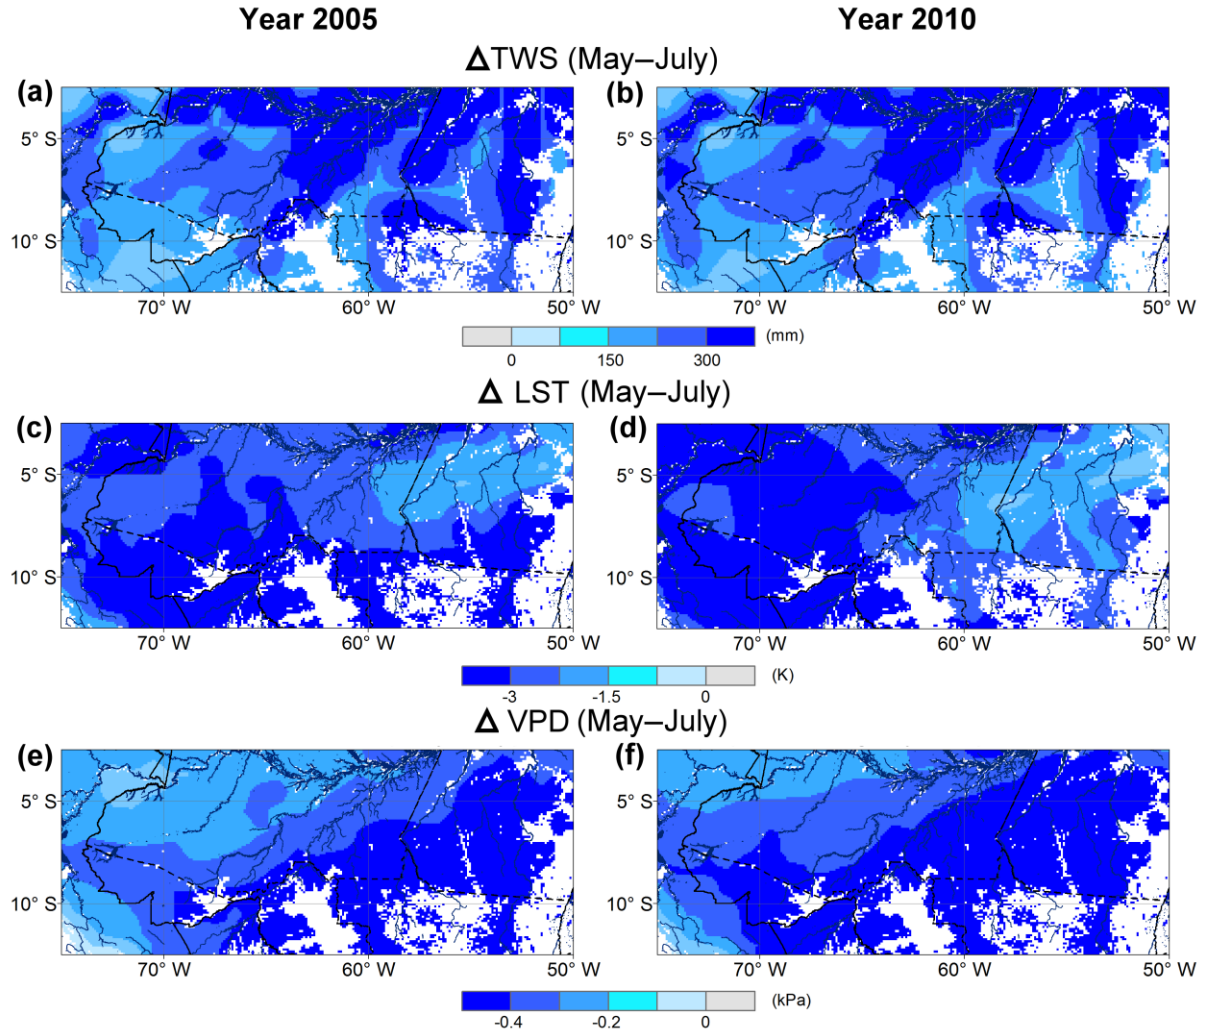 Year 2005 Year 2010
ΔTWS (May–July)
(a) (b)
5° S 5° S
10° S 10° S
70° W 60° W 50° W 70° W 60° W 50° W
(mm)
0 150 300
Δ LST (May–July)
(c) (d)
5° S 5° S
10° S 10° S
70° W 60° W 50° W 70° W 60° W 50° W
(K)
-3 -1.5 0
Δ VPD (May–July)
(e) (f)
5° S 5° S
10° S 10° S
70° W 60° W 50° W 70° W 60° W 50° W
(kPa)
-0.4 -0.2 0